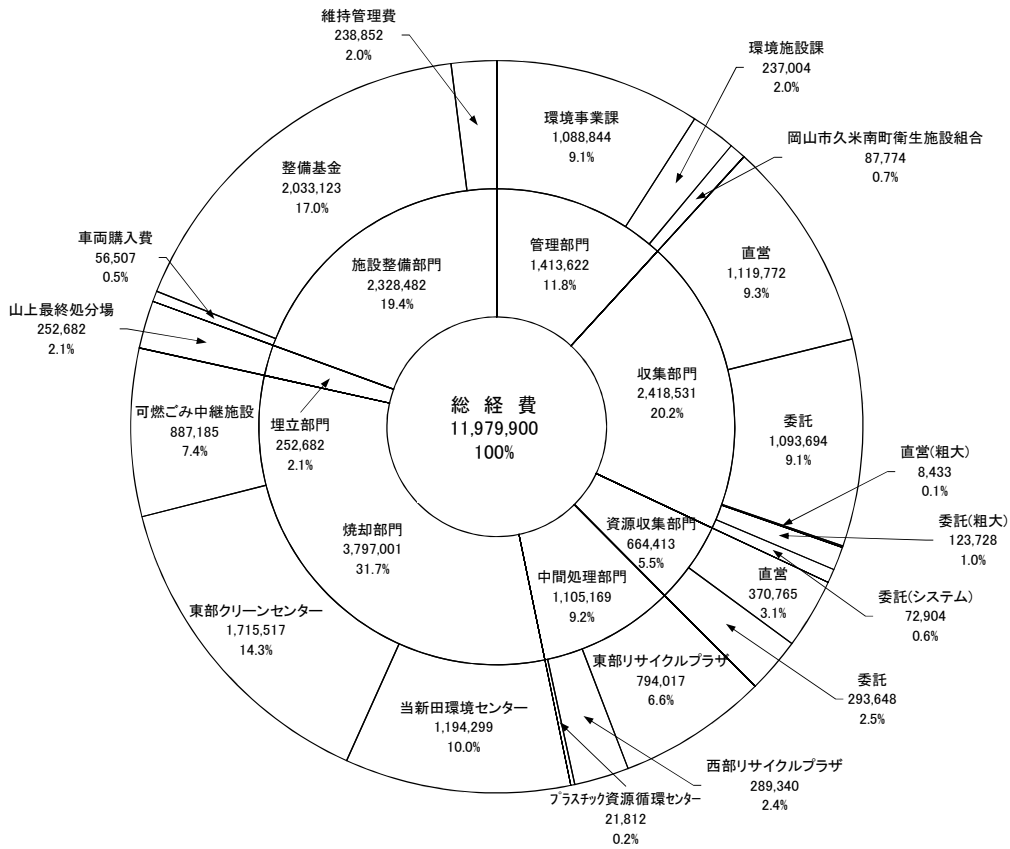 維持管理費
238,852
2.0%
環境施設課
237,004
2.0%
環境事業課
1,088,844
9.1%
岡山市久米南町衛生施設組合
87,774
0.7%
整備基金
2,033,123
17.0%
車両購入費
56,507
0.5%
施設整備部門
2,328,482
19.4%
管理部門
1,413,622
11.8%
直営
1,119,772
9.3%
山上最終処分場
252,682
2.1%
収集部門
2,418,531
20.2%
総 経 費
11,979,900
100%
可燃ごみ中継施設
887,185
7.4%
埋立部門
252,682
2.1%
委託
1,093,694
9.1%
直営(粗大)
8,433
0.1%
委託(粗大)
123,728
1.0%
焼却部門
3,797,001
31.7%
資源収集部門
664,413
5.5%
中間処理部門
1,105,169
9.2%
直営
370,765
3.1%
委託(システム)
72,904
0.6%
東部クリーンセンター
1,715,517
14.3%
東部リサイクルプラザ
794,017
6.6%
委託
293,648
2.5%
当新田環境センター
1,194,299
10.0%
西部リサイクルプラザ
289,340
2.4%
プラスチック資源循環センター
21,812
0.2%